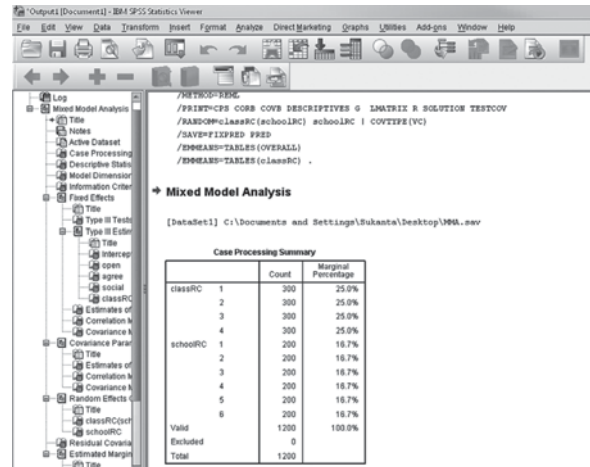 *Output1 [Document1] - IBM SPSS Statistics Viewer
File Edit View Data Transform Insert Format Analyze Direct Marketing Graphs Utilities Add-ons Window Help
Log
Mixed Model Analysis
Title
Notes
Active Dataset
Case Processing
Descriptive Statis
Model Dimension
Information Criter
Fixed Effects
Title
Type III Tests
Type III Estim
Title
Intercep
open
agree
social
classRC
Estimates of
Correlation M
Covariance M
Covariance Parar
Title
Estimates of
Correlation M
Covariance M
Random Effects C
Title
classRC(sch
schoolRC
Residual Covaria
Estimated Margin
Title
/METHOD=REML
/PRINT=CPS CORB COVB DESCRIPTIVES G LMATRIX R SOLUTION TESTCOV
/RANDOM=classRC(schoolRC) schoolRC | COVTYPE(VC)
/SAVE=FIXPRED PRED
/EMMEANS=TABLES(OVERALL)
/EMMEANS=TABLES(classRC) .
Mixed Model Analysis
[DataSet1] C:\Documents and Settings\Sukanta\Desktop\MMA.sav
Case Processing Summary
Count Marginal Percentage
classRC 1 300 25.0%
2 300 25.0%
3 300 25.0%
4 300 25.0%
schoolRC 1 200 16.7%
2 200 16.7%
3 200 16.7%
4 200 16.7%
5 200 16.7%
6 200 16.7%
Valid 1200 100.0%
Excluded 0
Total 1200